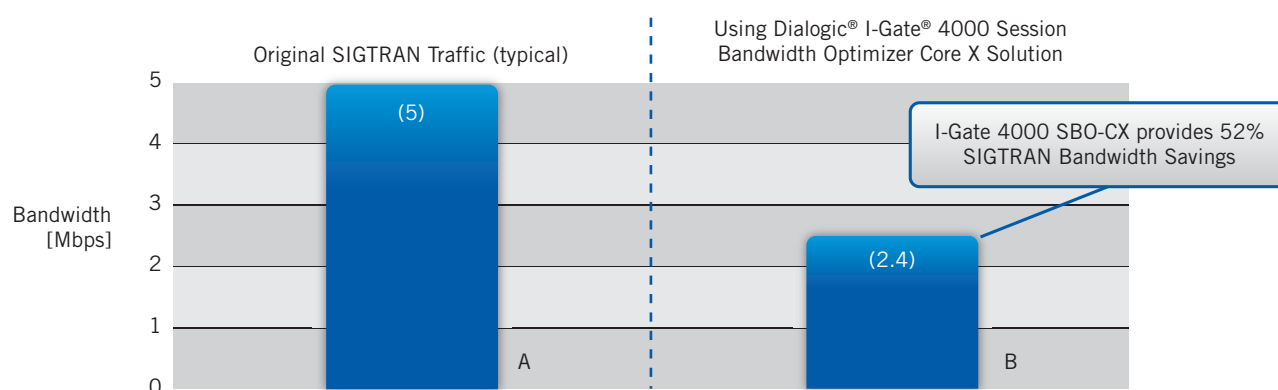 Original SIGTRAN Traffic (typical)
Using Dialogic® I-Gate® 4000 Session
Bandwidth Optimizer Core X Solution
5
4
3
2
1
0
Bandwidth
[Mbps]
(5)
A
(2.4)
B
I-Gate 4000 SBO-CX provides 52%
SIGTRAN Bandwidth Savings